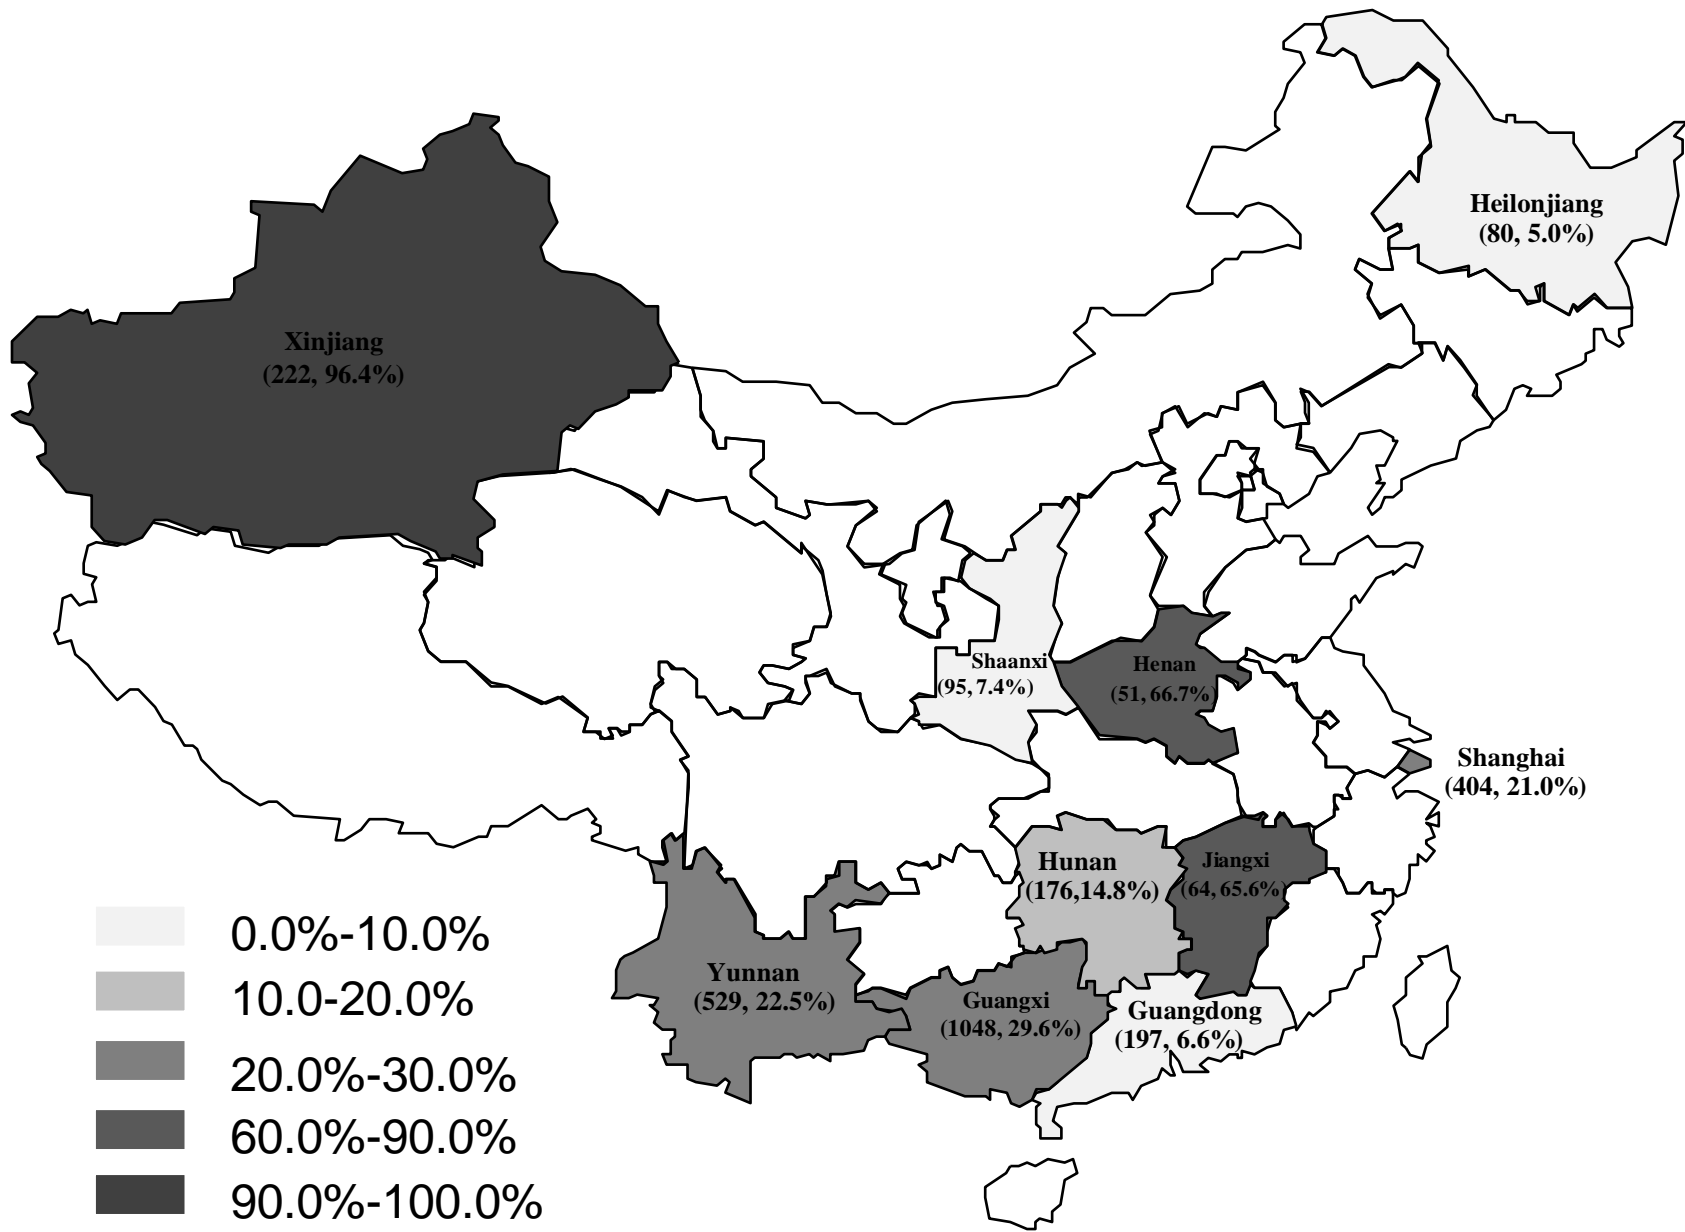 Heilonjiang
(80, 5.0%)
Xinjiang
(222, 96.4%)
Shaanxi
(95, 7.4%)
Henan
(51, 66.7%)
Shanghai
(404, 21.0%)
Hunan
(176,14.8%)
Jiangxi
(64, 65.6%)
Yunnan
(529, 22.5%)
Guangxi
(1048, 29.6%)
Guangdong
(197, 6.6%)
0.0%-10.0%
10.0-20.0%
20.0%-30.0%
60.0%-90.0%
90.0%-100.0%